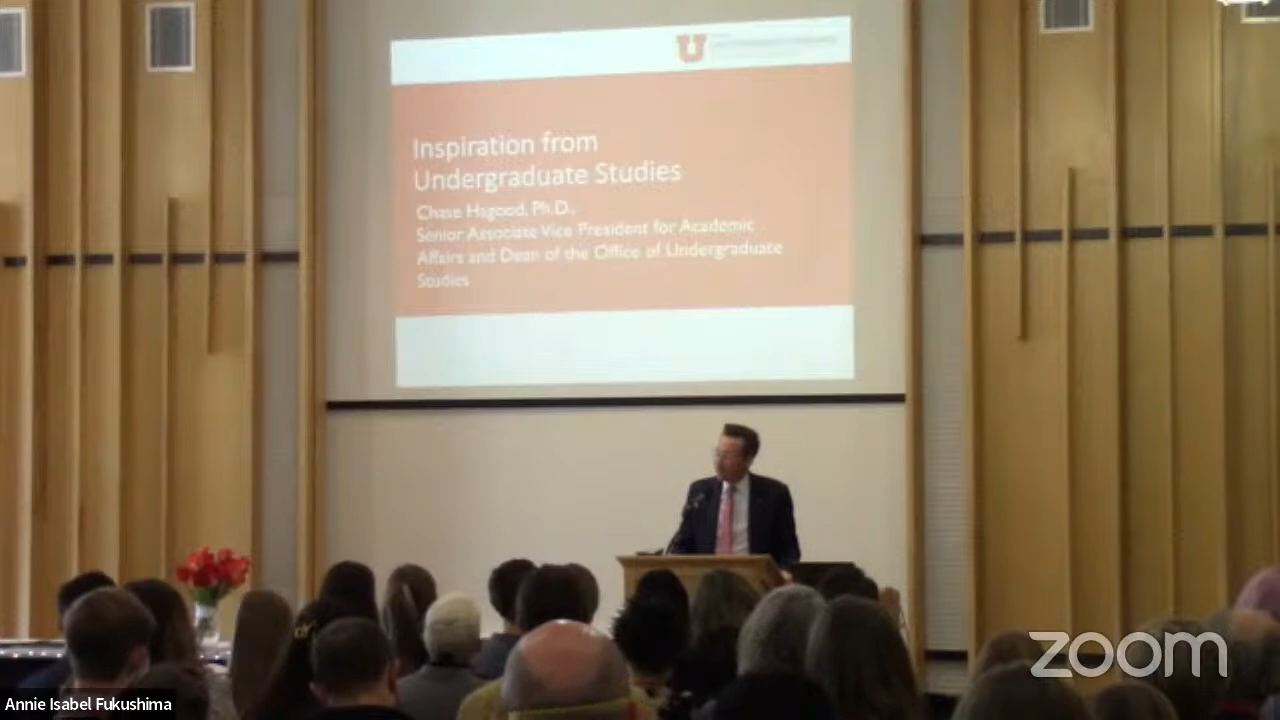 U
Inspiration from
Undergraduate Studies
Chase Hagood, Ph.D.,
Senior Associate Vice President for Academic
Affairs and Dean of the Office of Undergraduate
Studies
zoom
Annie Isabel Fukushima